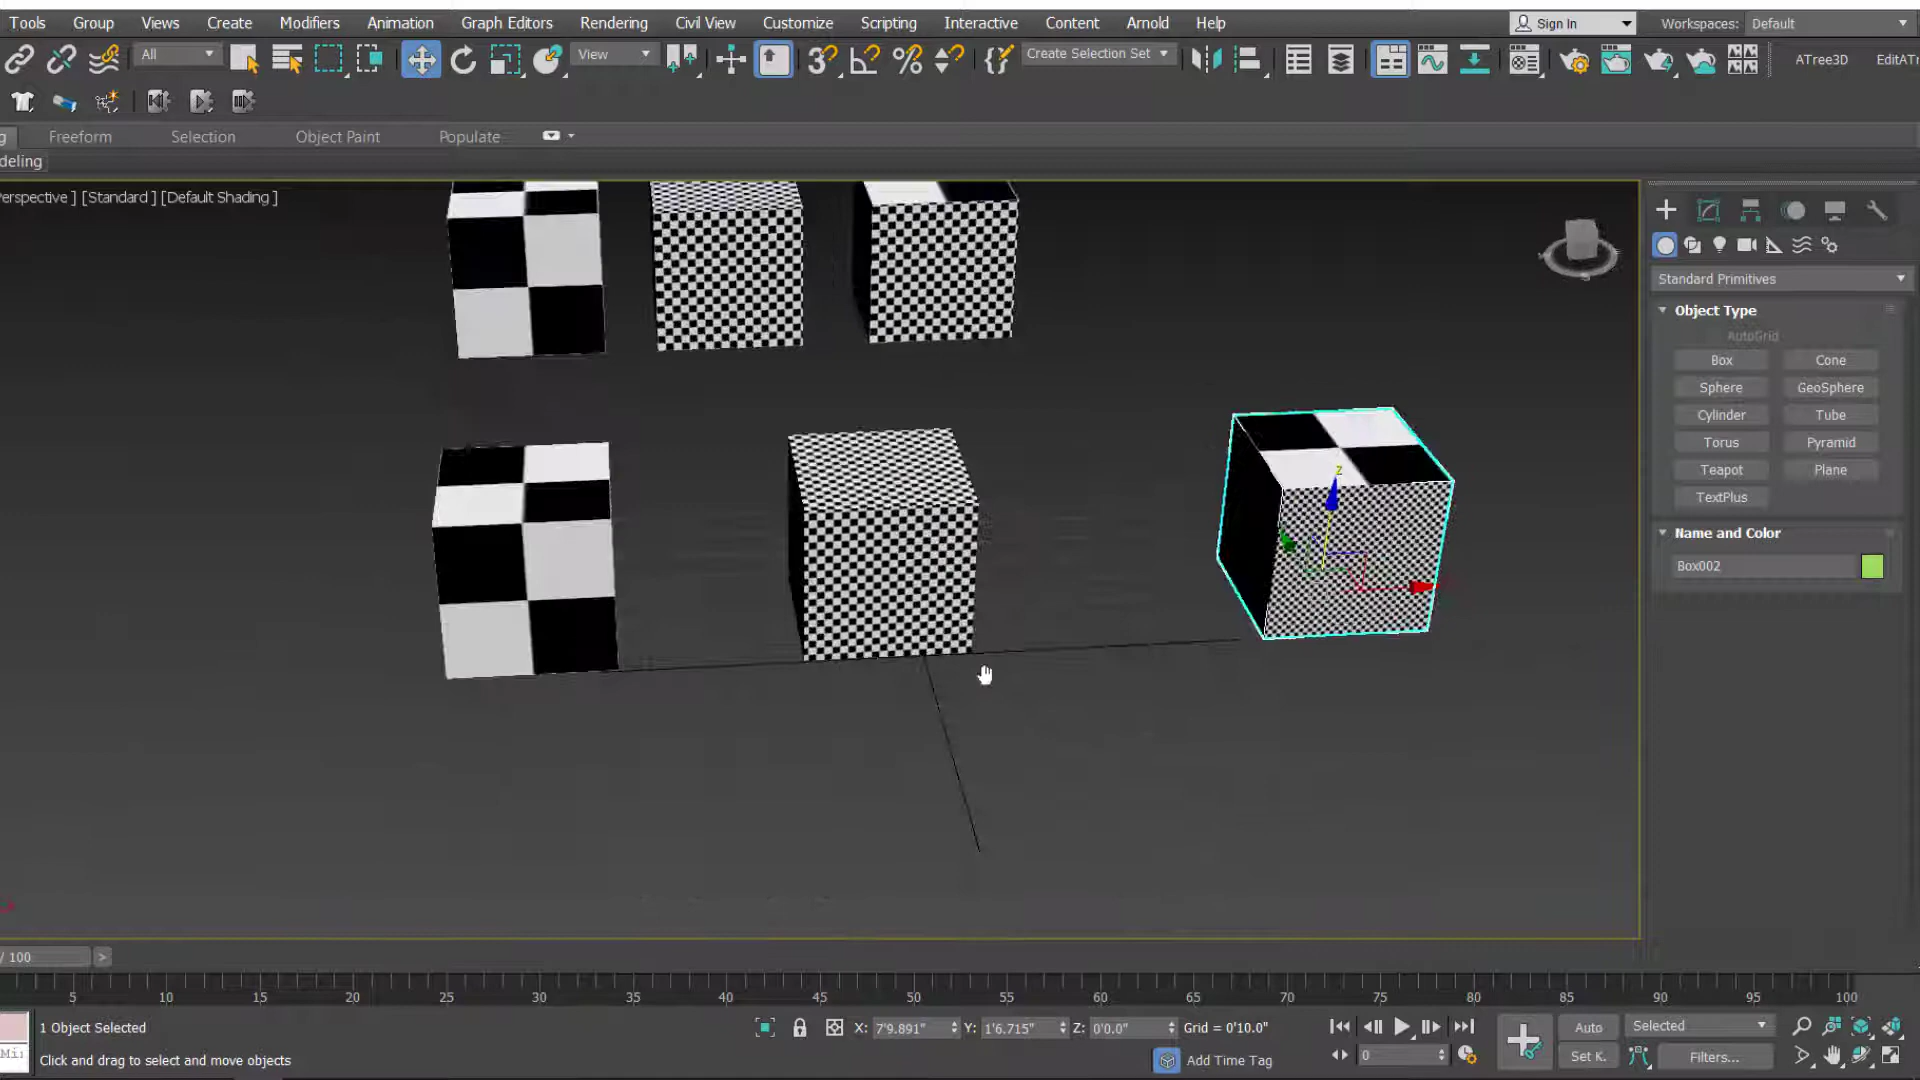 Tools Group Views Create Modifiers Animation Graph Editors Rendering Civil View Customize Scripting Interactive Content Arnold Help Sign In Workspaces: Default
All View Create Selection Set ATree3D
Freeform Selection Object Paint Populate
deling
erspective ] [Standard ] [Default Shading ]
Standard Primitives
Object Type
AutoGrid
Box Cone
Sphere GeoSphere
Cylinder Tube
Torus Pyramid
Teapot Plane
TextPlus
Name and Color
Box002
z
/ 100 >
5 10 15 20 25 30 35 40 45 50 55 60 65 70 75 80 85 90 95 100
1 Object Selected X: 7'9.891" Y: 1'6.715" Z: 0'0.0" Grid = 0'10.0" Auto Selected
Click and drag to select and move objects Add Time Tag 0 Set K. Filters...